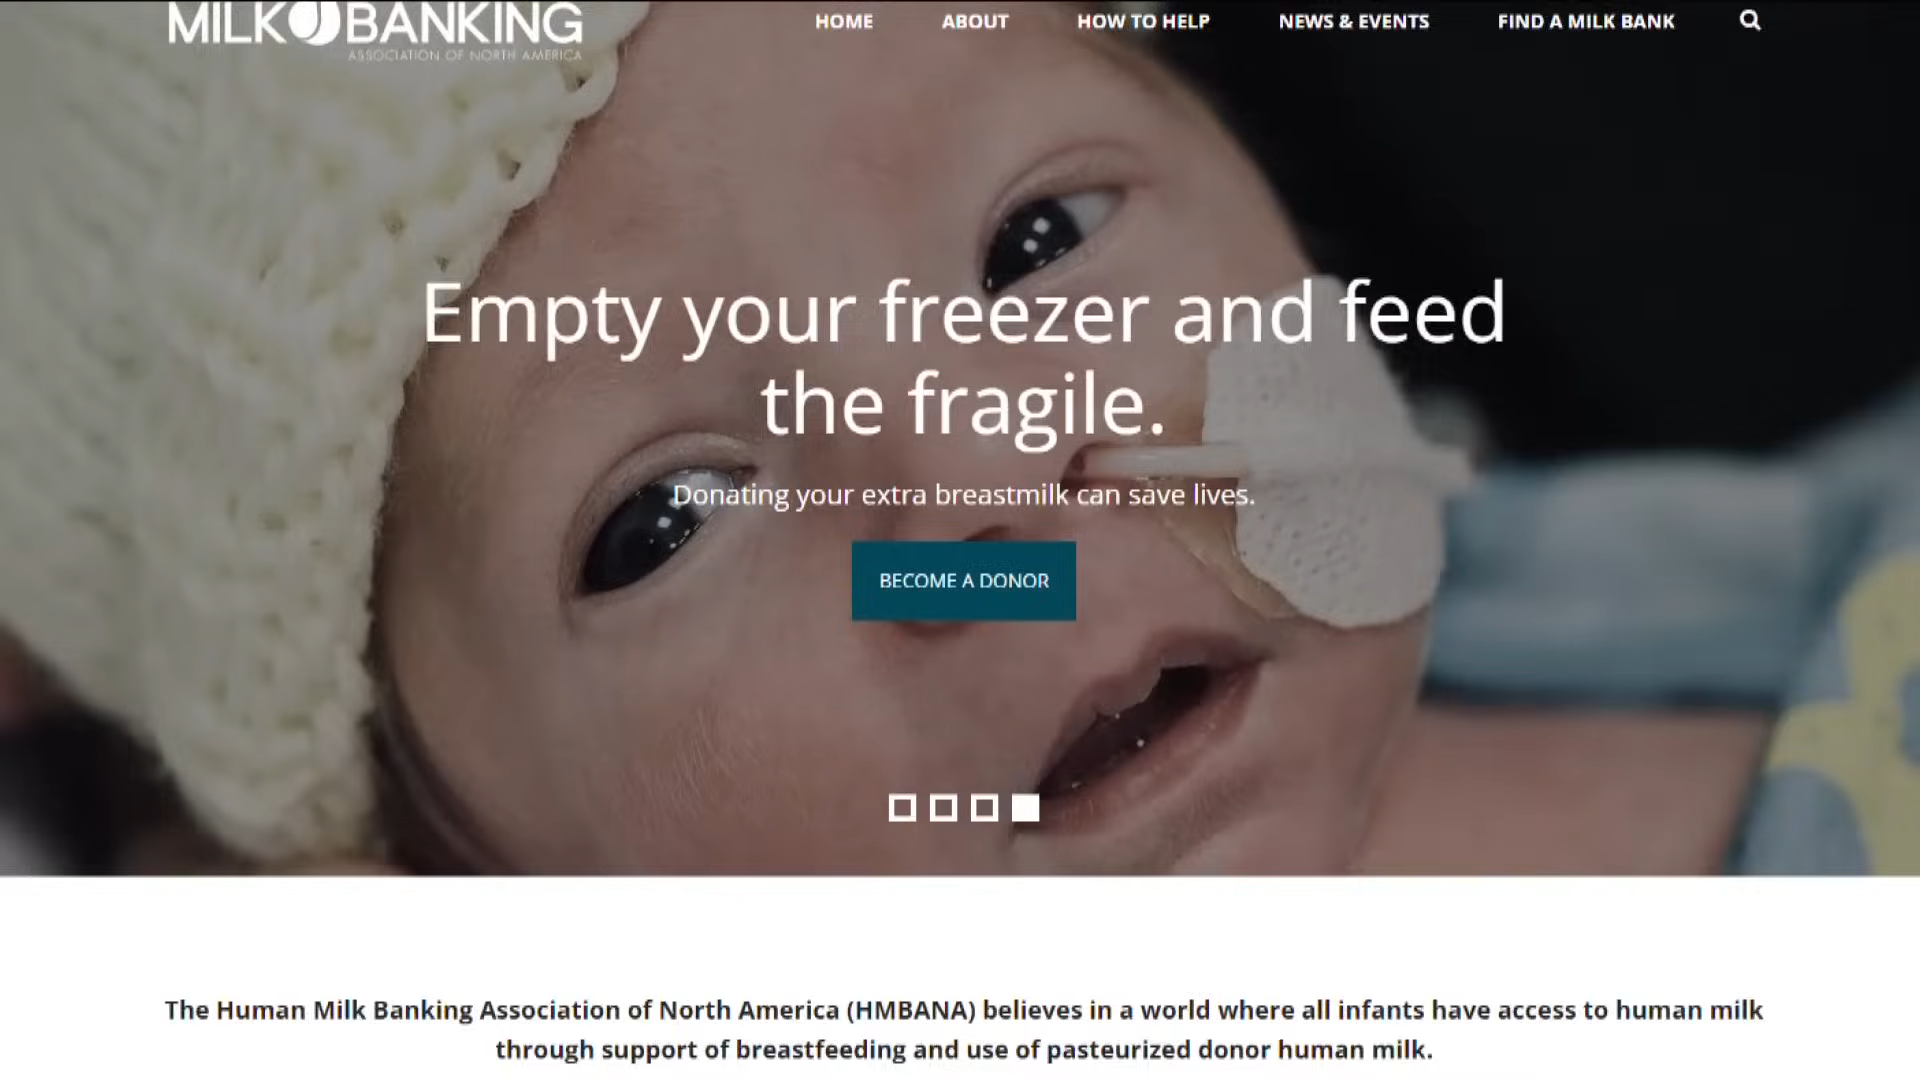 MILK BANKING
ASSOCIATION OF NORTH AMERICA
HOME ABOUT HOW TO HELP NEWS & EVENTS FIND A MILK BANK
Empty your freezer and feed
the fragile.
Donating your extra breastmilk can save lives.
BECOME A DONOR
The Human Milk Banking Association of North America (HMBANA) believes in a world where all infants have access to human milk
through support of breastfeeding and use of pasteurized donor human milk.